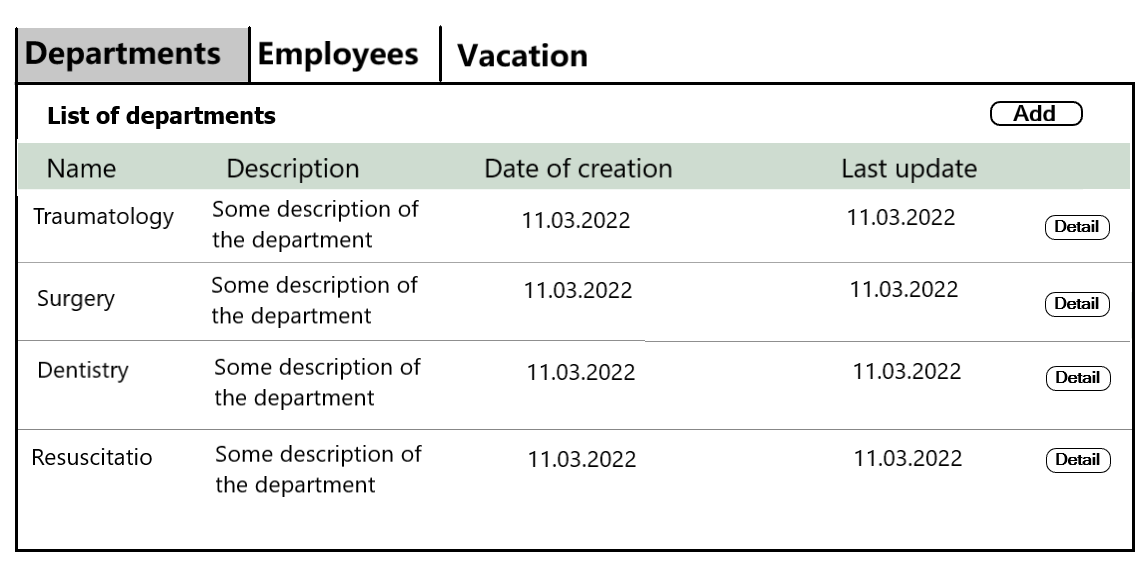 Departments Employees Vacation
List of departments Add
Name Description Date of creation Last update
Traumatology Some description of 11.03.2022 11.03.2022 Detail
the department
Surgery Some description of 11.03.2022 11.03.2022 Detail
the department
Dentistry Some description of 11.03.2022 11.03.2022 Detail
the department
Resuscitatio Some description of 11.03.2022 11.03.2022 Detail
the department